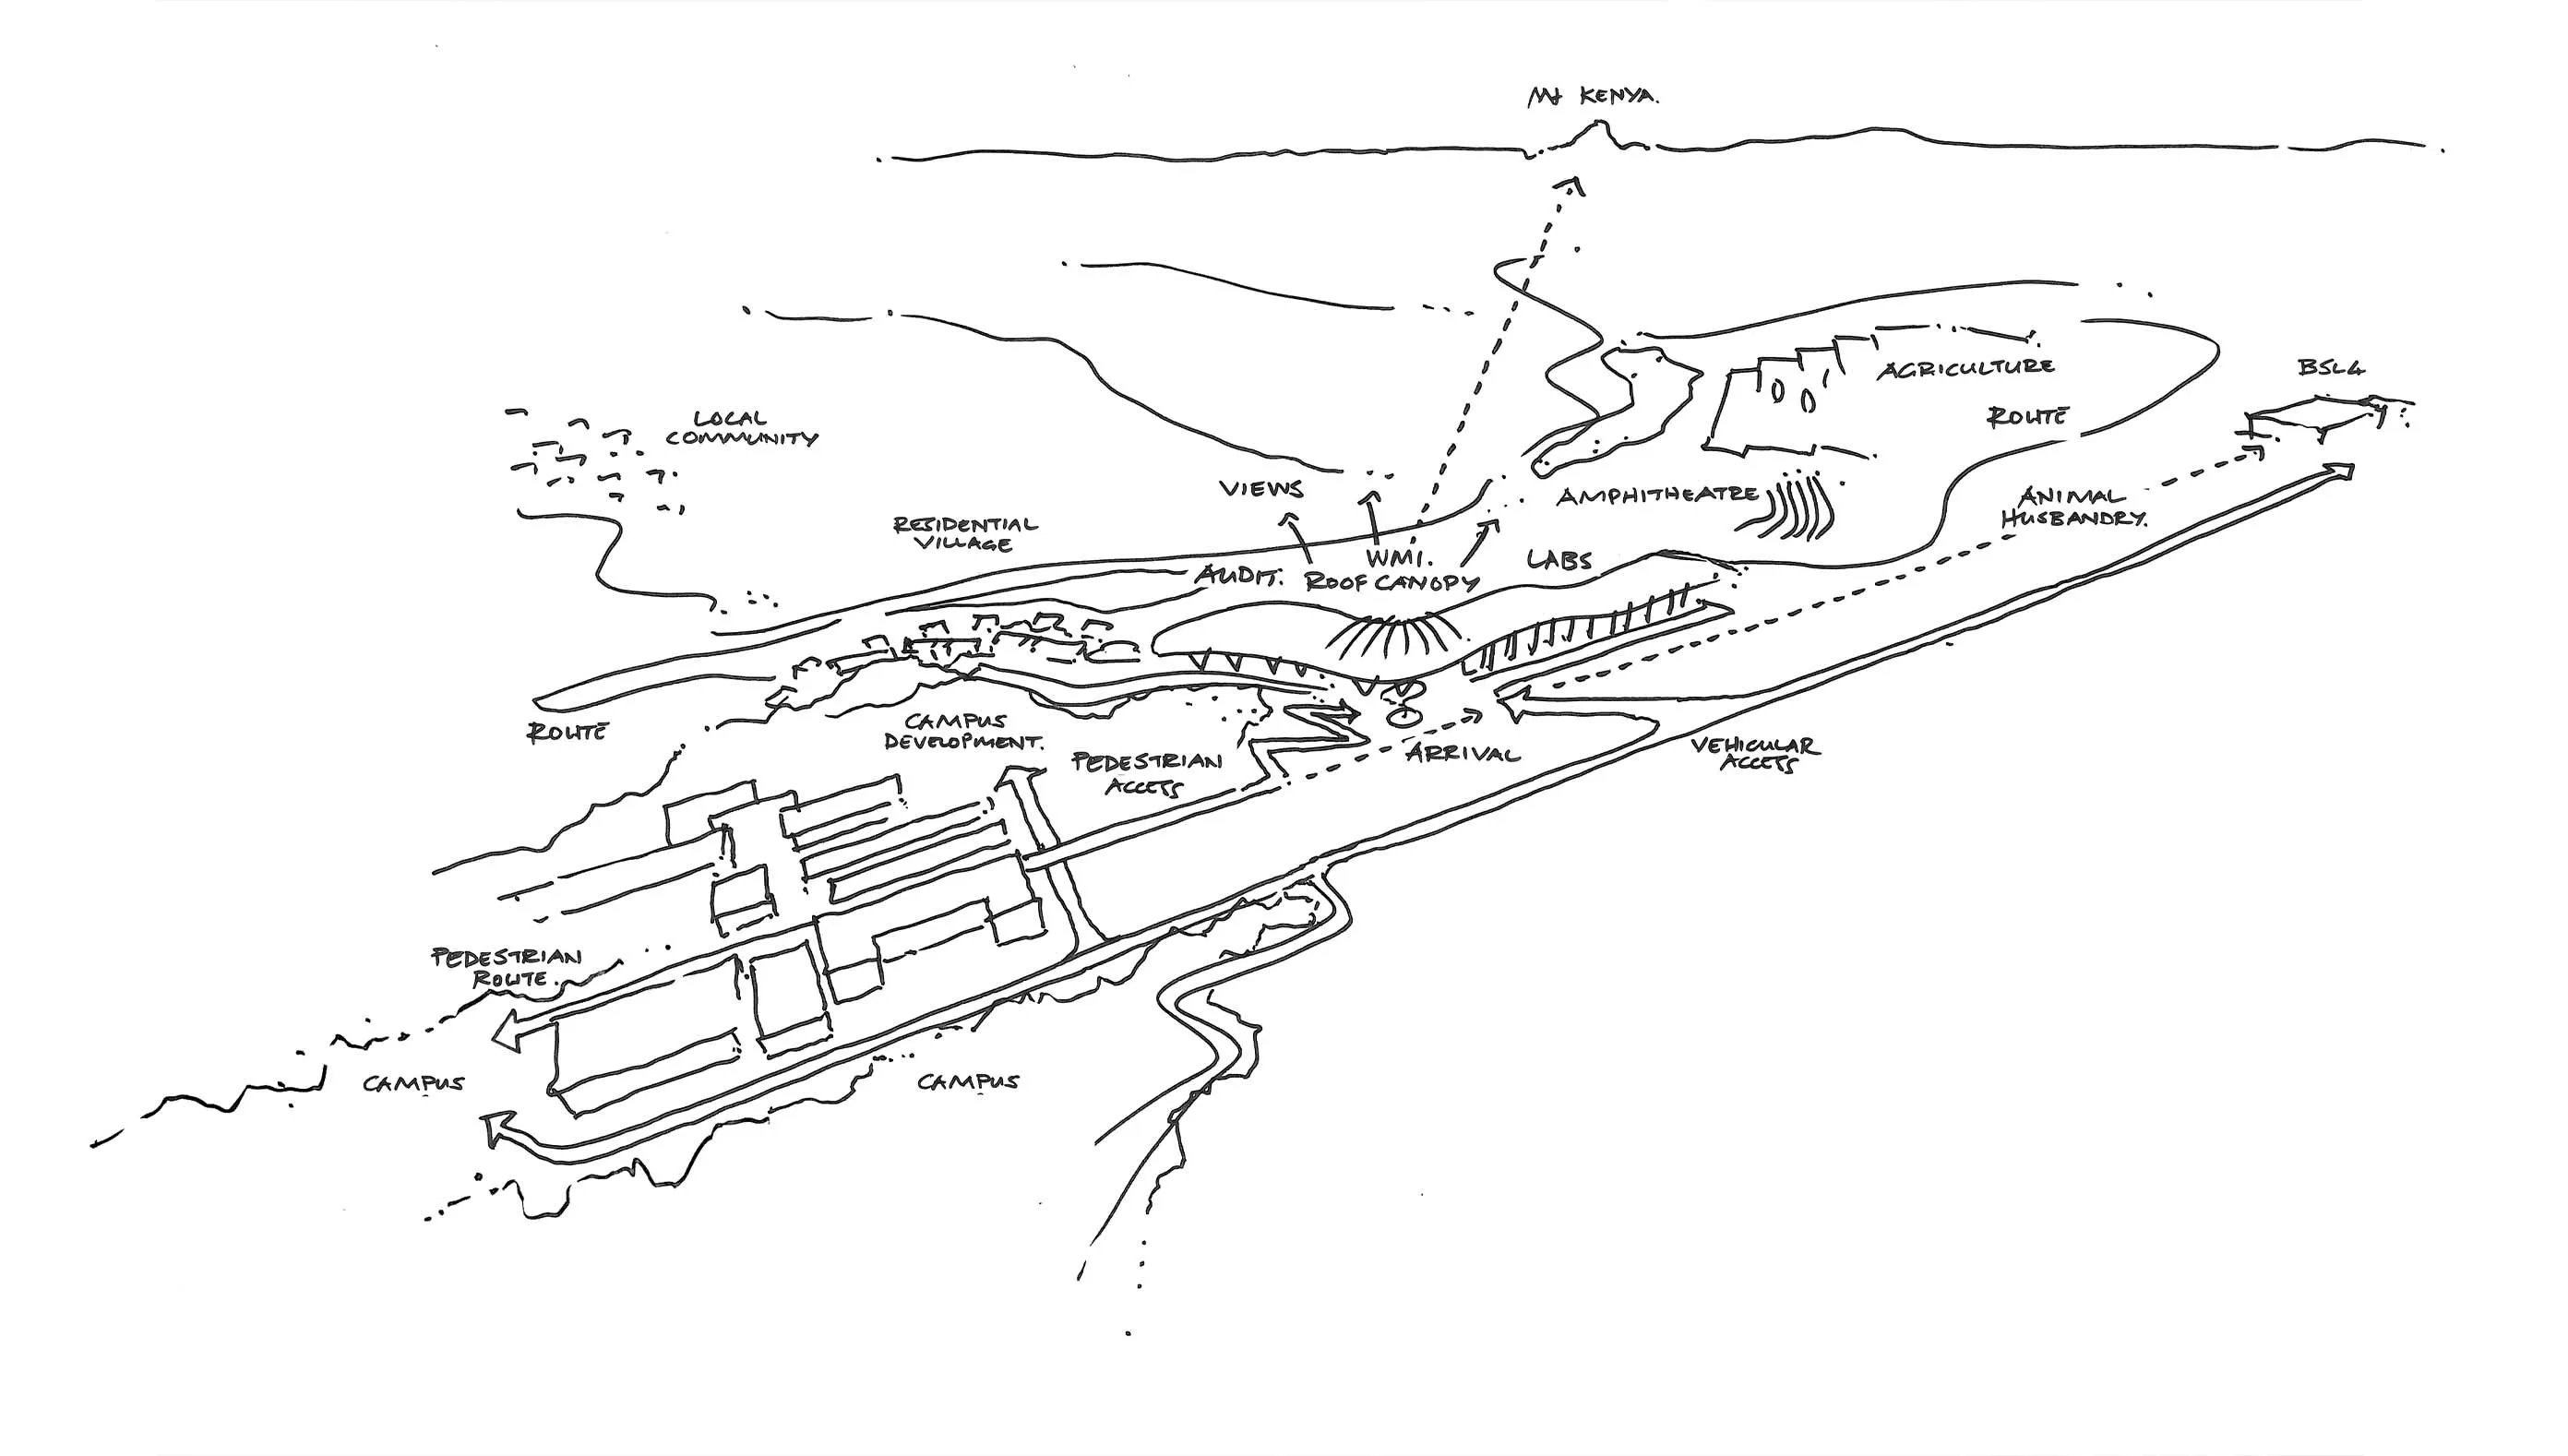 Mt KENYA.
AGRICULTURE
BSL4
LOCAL
COMMUNITY
ROUTE
VIEWS
AMPHITHEATRE
ANIMAL
HUSBANDRY.
RESIDENTIAL
VILLAGE
WMI.
LABS
AUDIT.
ROOF CANOPY
ROUTE
CAMPUS
DEVELOPMENT.
PEDESTRIAN
ACCESS
ARRIVAL
VEHICULAR
ACCESS
PEDESTRIAN
ROUTE.
CAMPUS
CAMPUS